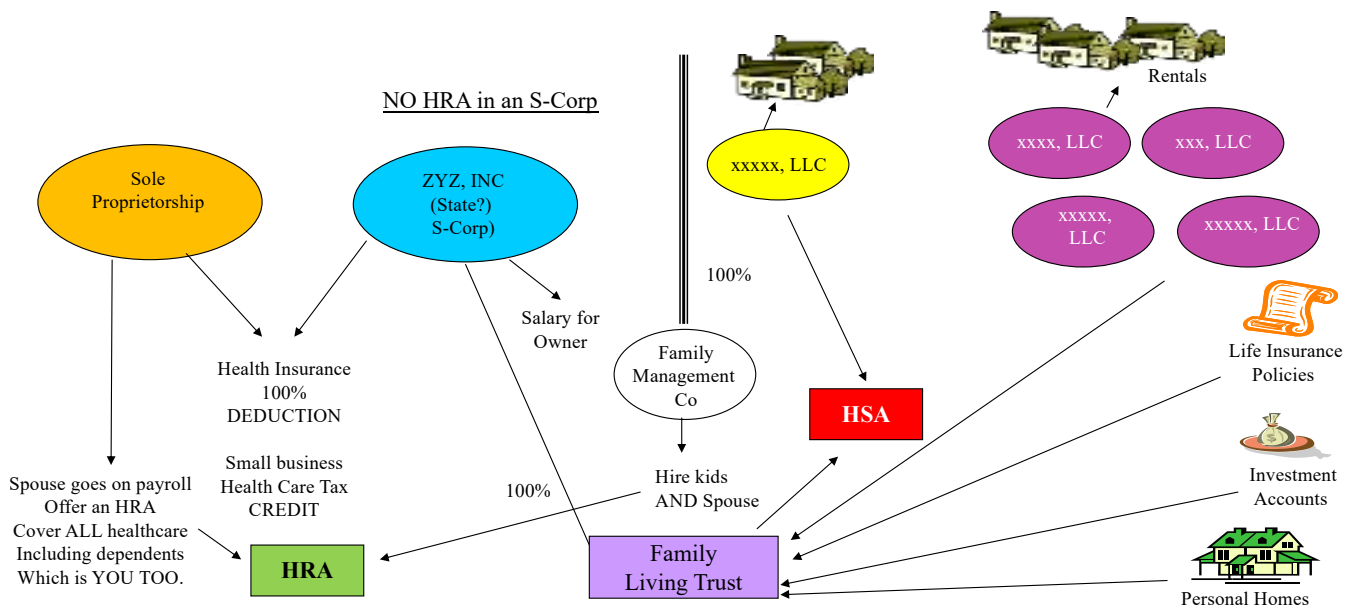 Rentals
NO HRA in an S-Corp
xxxx, LLC
xxx, LLC
xxxxx, LLC
Sole
Proprietorship
ZYZ, INC
(State?)
S-Corp)
xxxxx,
LLC
xxxxx, LLC
100%
Salary for
Owner
Family
Management
Co
Life Insurance
Policies
Health Insurance
100%
DEDUCTION
HSA
Small business
Health Care Tax
CREDIT
Spouse goes on payroll
Offer an HRA
Cover ALL healthcare
Including dependents
Which is YOU TOO.
100%
Hire kids
AND Spouse
Investment
Accounts
HRA
Family
Living Trust
Personal Homes